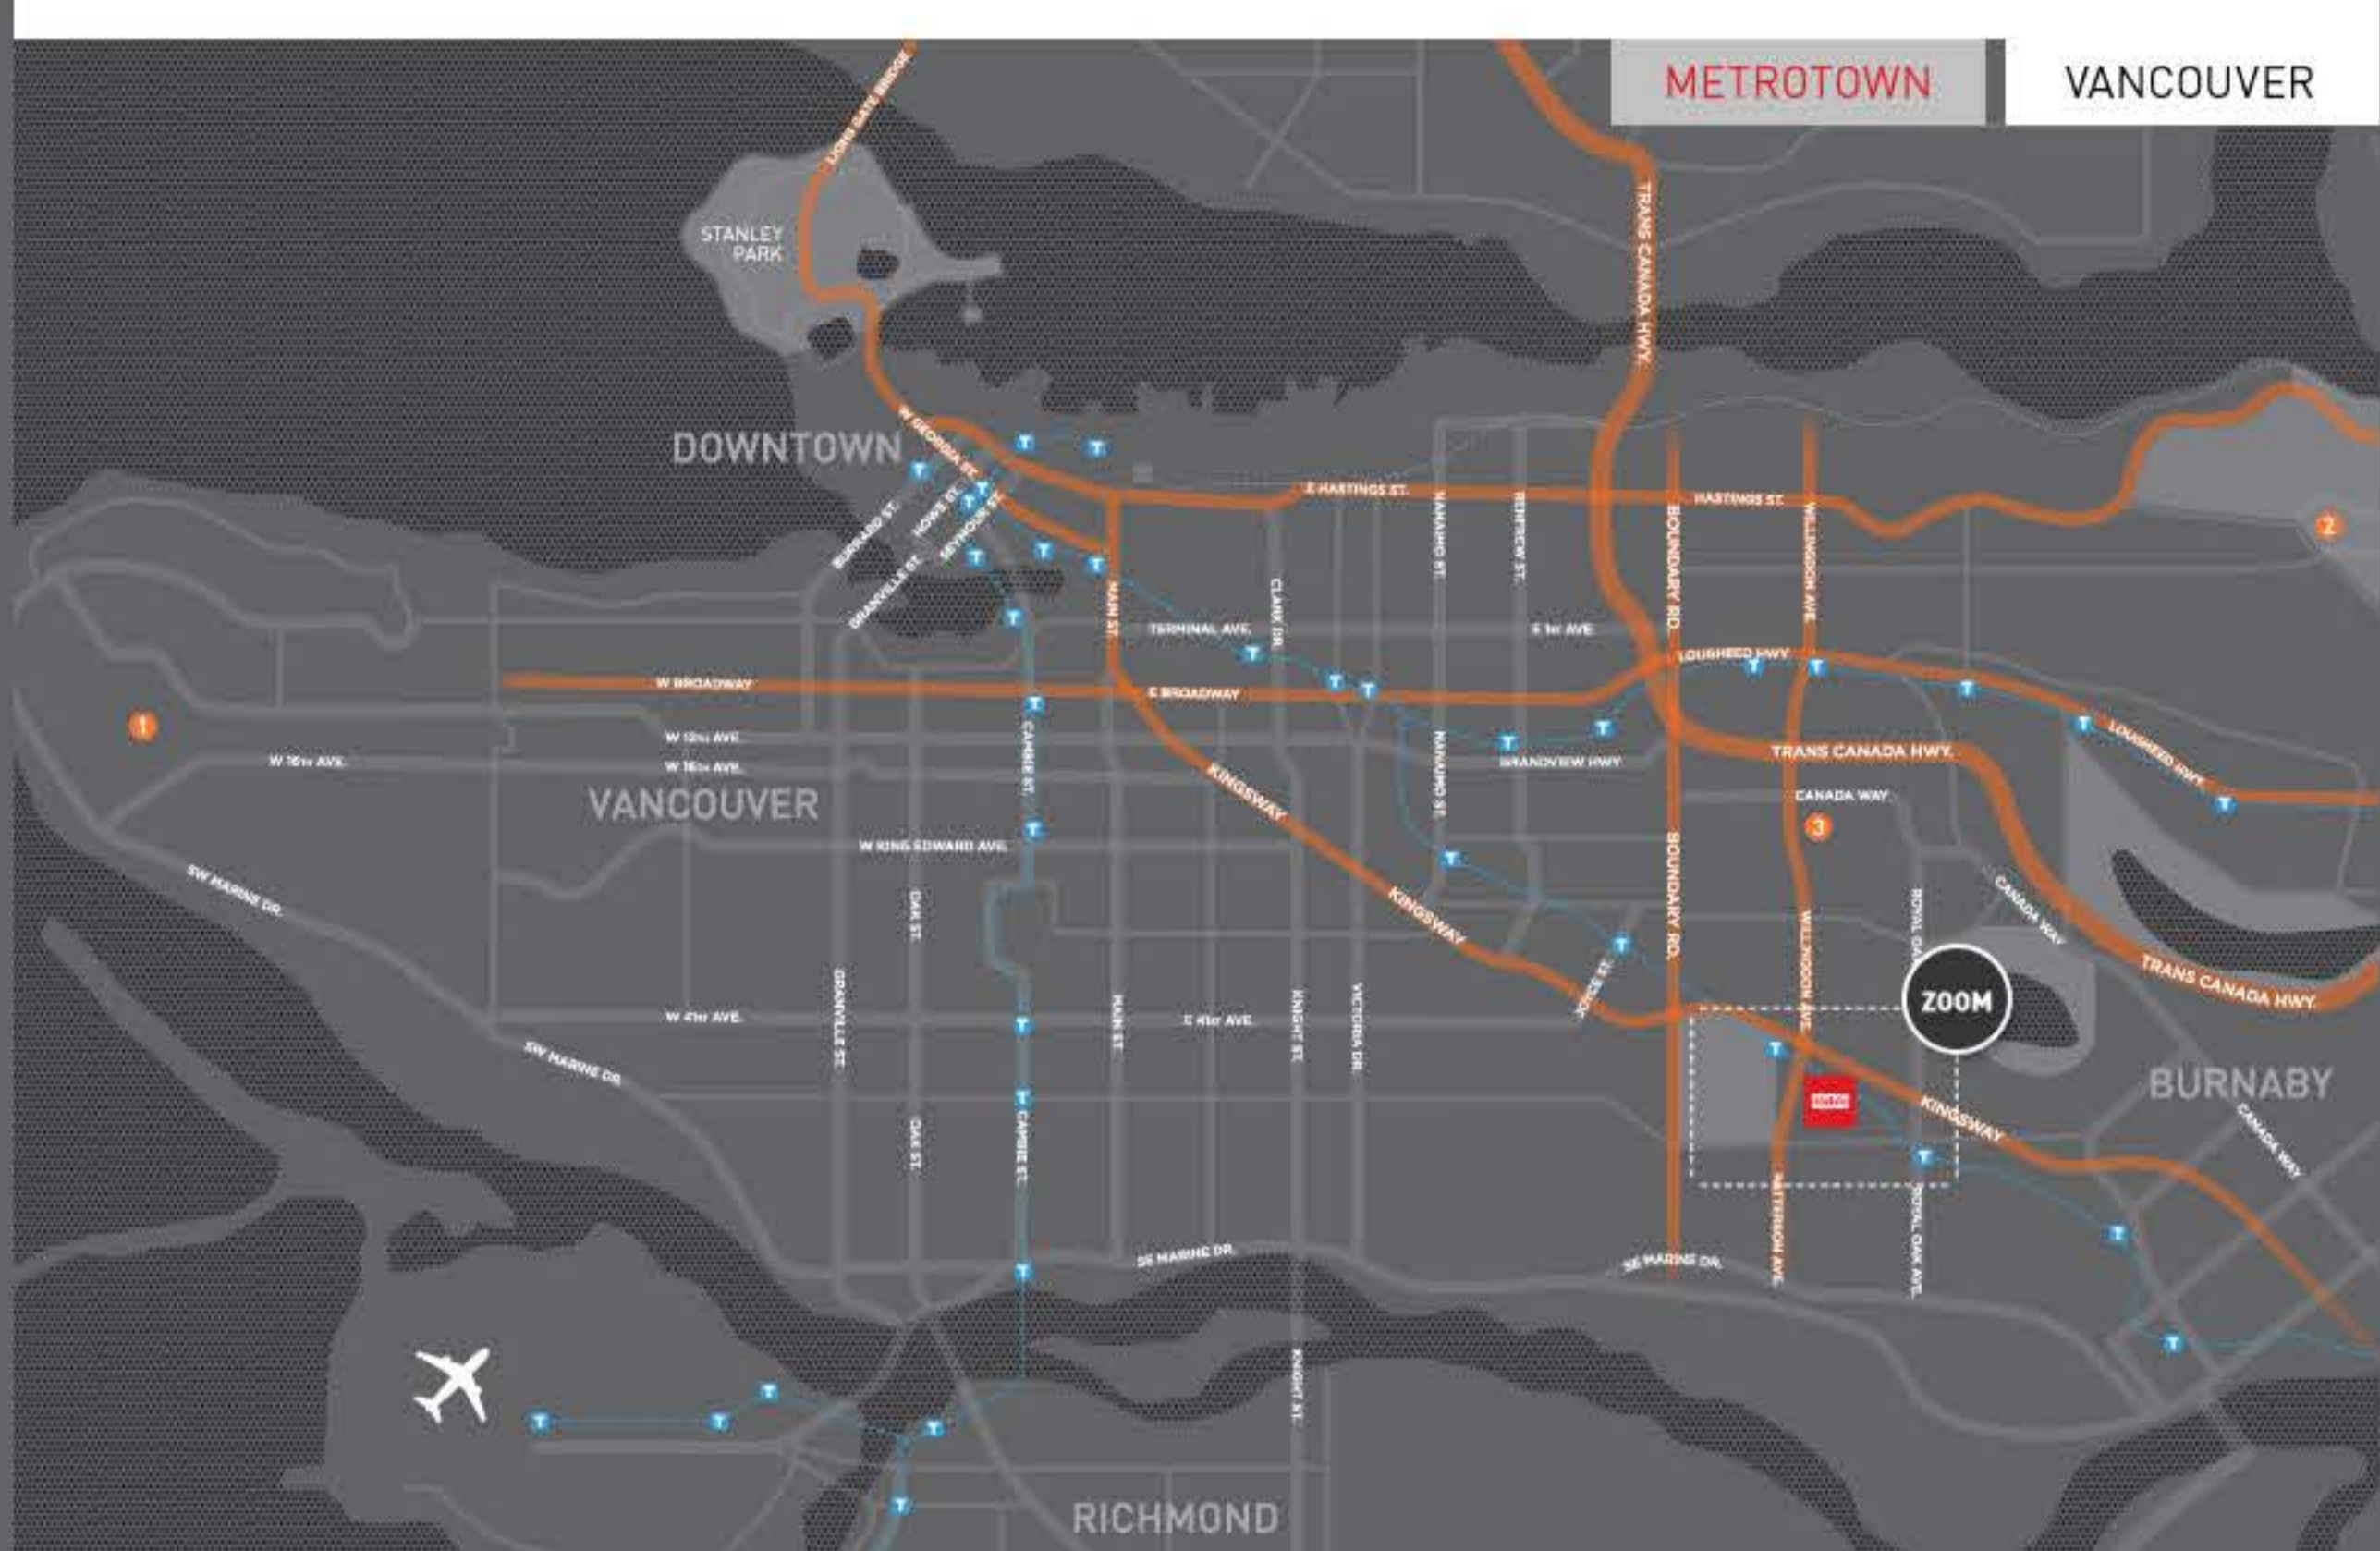 METROTOWN
VANCOUVER
LIONS GATE BRIDGE
TRANS CANADA HWY.
STANLEY
PARK
W GEORGIA ST.
DOWNTOWN
E HASTINGS ST.
HASTINGS ST.
2
BURRARD ST.
HOWE ST.
SEYMOUR ST.
GRANVILLE ST.
MAIN ST.
CLARK DR.
NANAIMO ST.
RENFREW ST.
BOUNDARY RD.
WILLINGDON AVE.
TERMINAL AVE.
E 1ST AVE.
LOUGHEED HWY
W BROADWAY
E BROADWAY
1
W 12TH AVE.
W 16TH AVE.
W 16TH AVE.
CAMBIE ST.
KINGSWAY
NANAIMO ST.
GRANDVIEW HWY
TRANS CANADA HWY.
LOUGHEED HWY.
CANADA WAY
3
VANCOUVER
W KING EDWARD AVE.
SW MARINE DR.
OAK ST.
KINGSWAY
BOUNDARY RD.
WILLINGDON AVE.
ROYAL OAK
CANADA WAY
TRANS CANADA HWY.
ZOOM
JOYCE ST.
W 41ST AVE.
E 41ST AVE.
GRANVILLE ST.
MAIN ST.
KNIGHT ST.
VICTORIA DR.
SW MARINE DR.
BURNABY
KINGSWAY
CANADA WAY
OAK ST.
CAMBIE ST.
PATTERSON AVE.
ROYAL OAK AVE.
SE MARINE DR.
SE MARINE DR.
KNIGHT ST.
RICHMOND